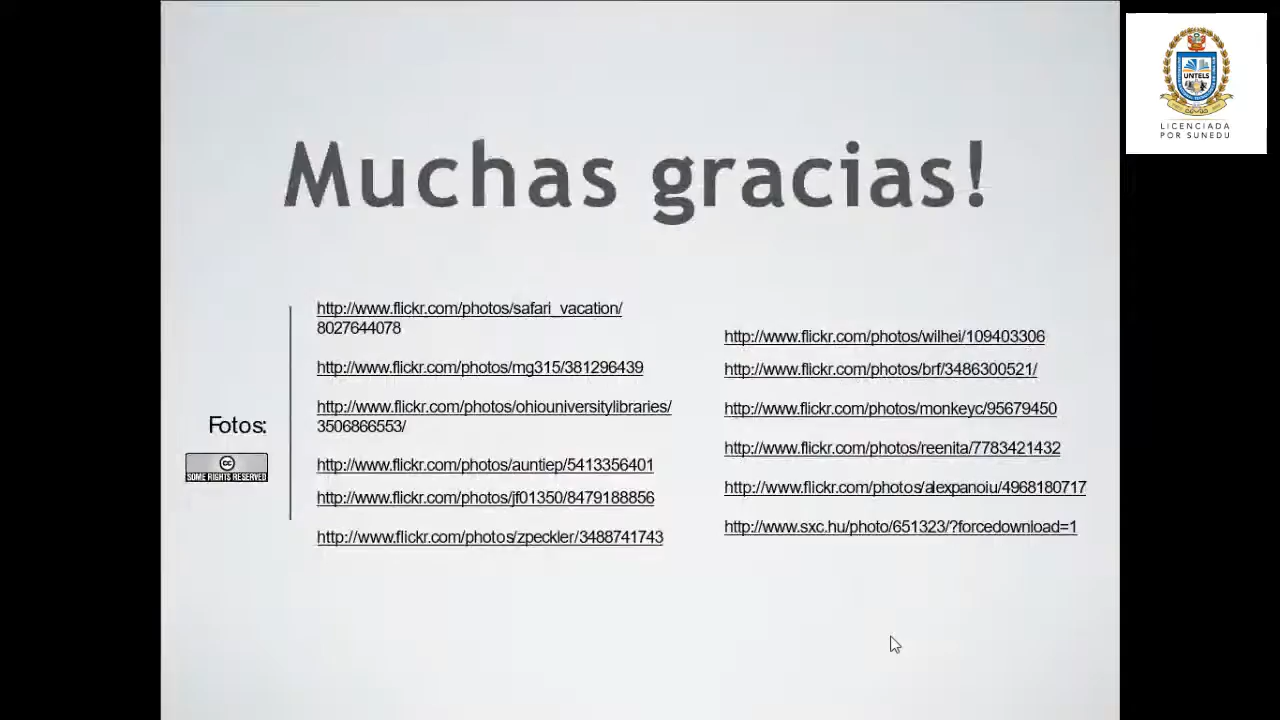 Muchas gracias!
Fotos:
SOME RIGHTS RESERVED
http://www.flickr.com/photos/safari_vacation/
8027644078
http://www.flickr.com/photos/mg315/381296439
http://www.flickr.com/photos/ohiouniversitylibraries/
3506866553/
http://www.flickr.com/photos/auntiep/5413356401
http://www.flickr.com/photos/jf01350/8479188856
http://www.flickr.com/photos/zpeckler/3488741743
http://www.flickr.com/photos/wilhei/109403306
http://www.flickr.com/photos/brf/3486300521/
http://www.flickr.com/photos/monkeyc/95679450
http://www.flickr.com/photos/reenita/7783421432
http://www.flickr.com/photos/alexpanoiu/4968180717
http://www.sxc.hu/photo/651323/?forcedownload=1
UNTELS
LICENCIADA
POR SUNEDU